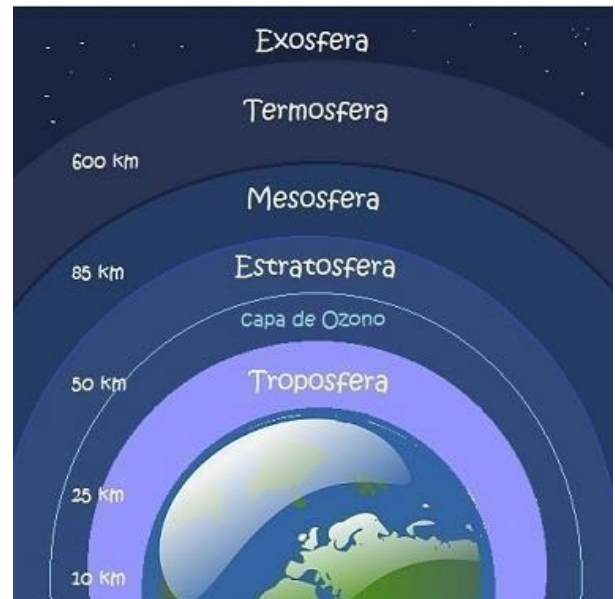 Exosfera
Termosfera
600 km
Mesosfera
Estratosfera
85 km
capa de Ozono
Troposfera
50 km
25 km
10 km